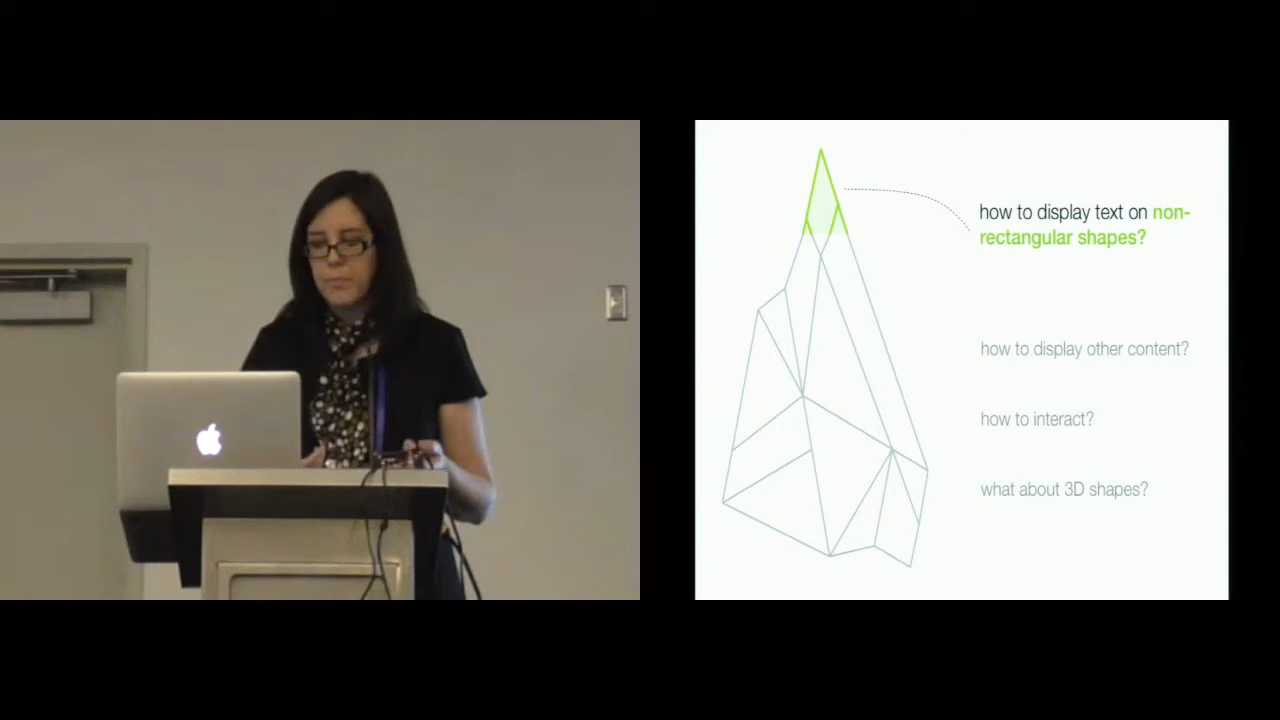 how to display text on non-
rectangular shapes?
how to display other content?
how to interact?
what about 3D shapes?